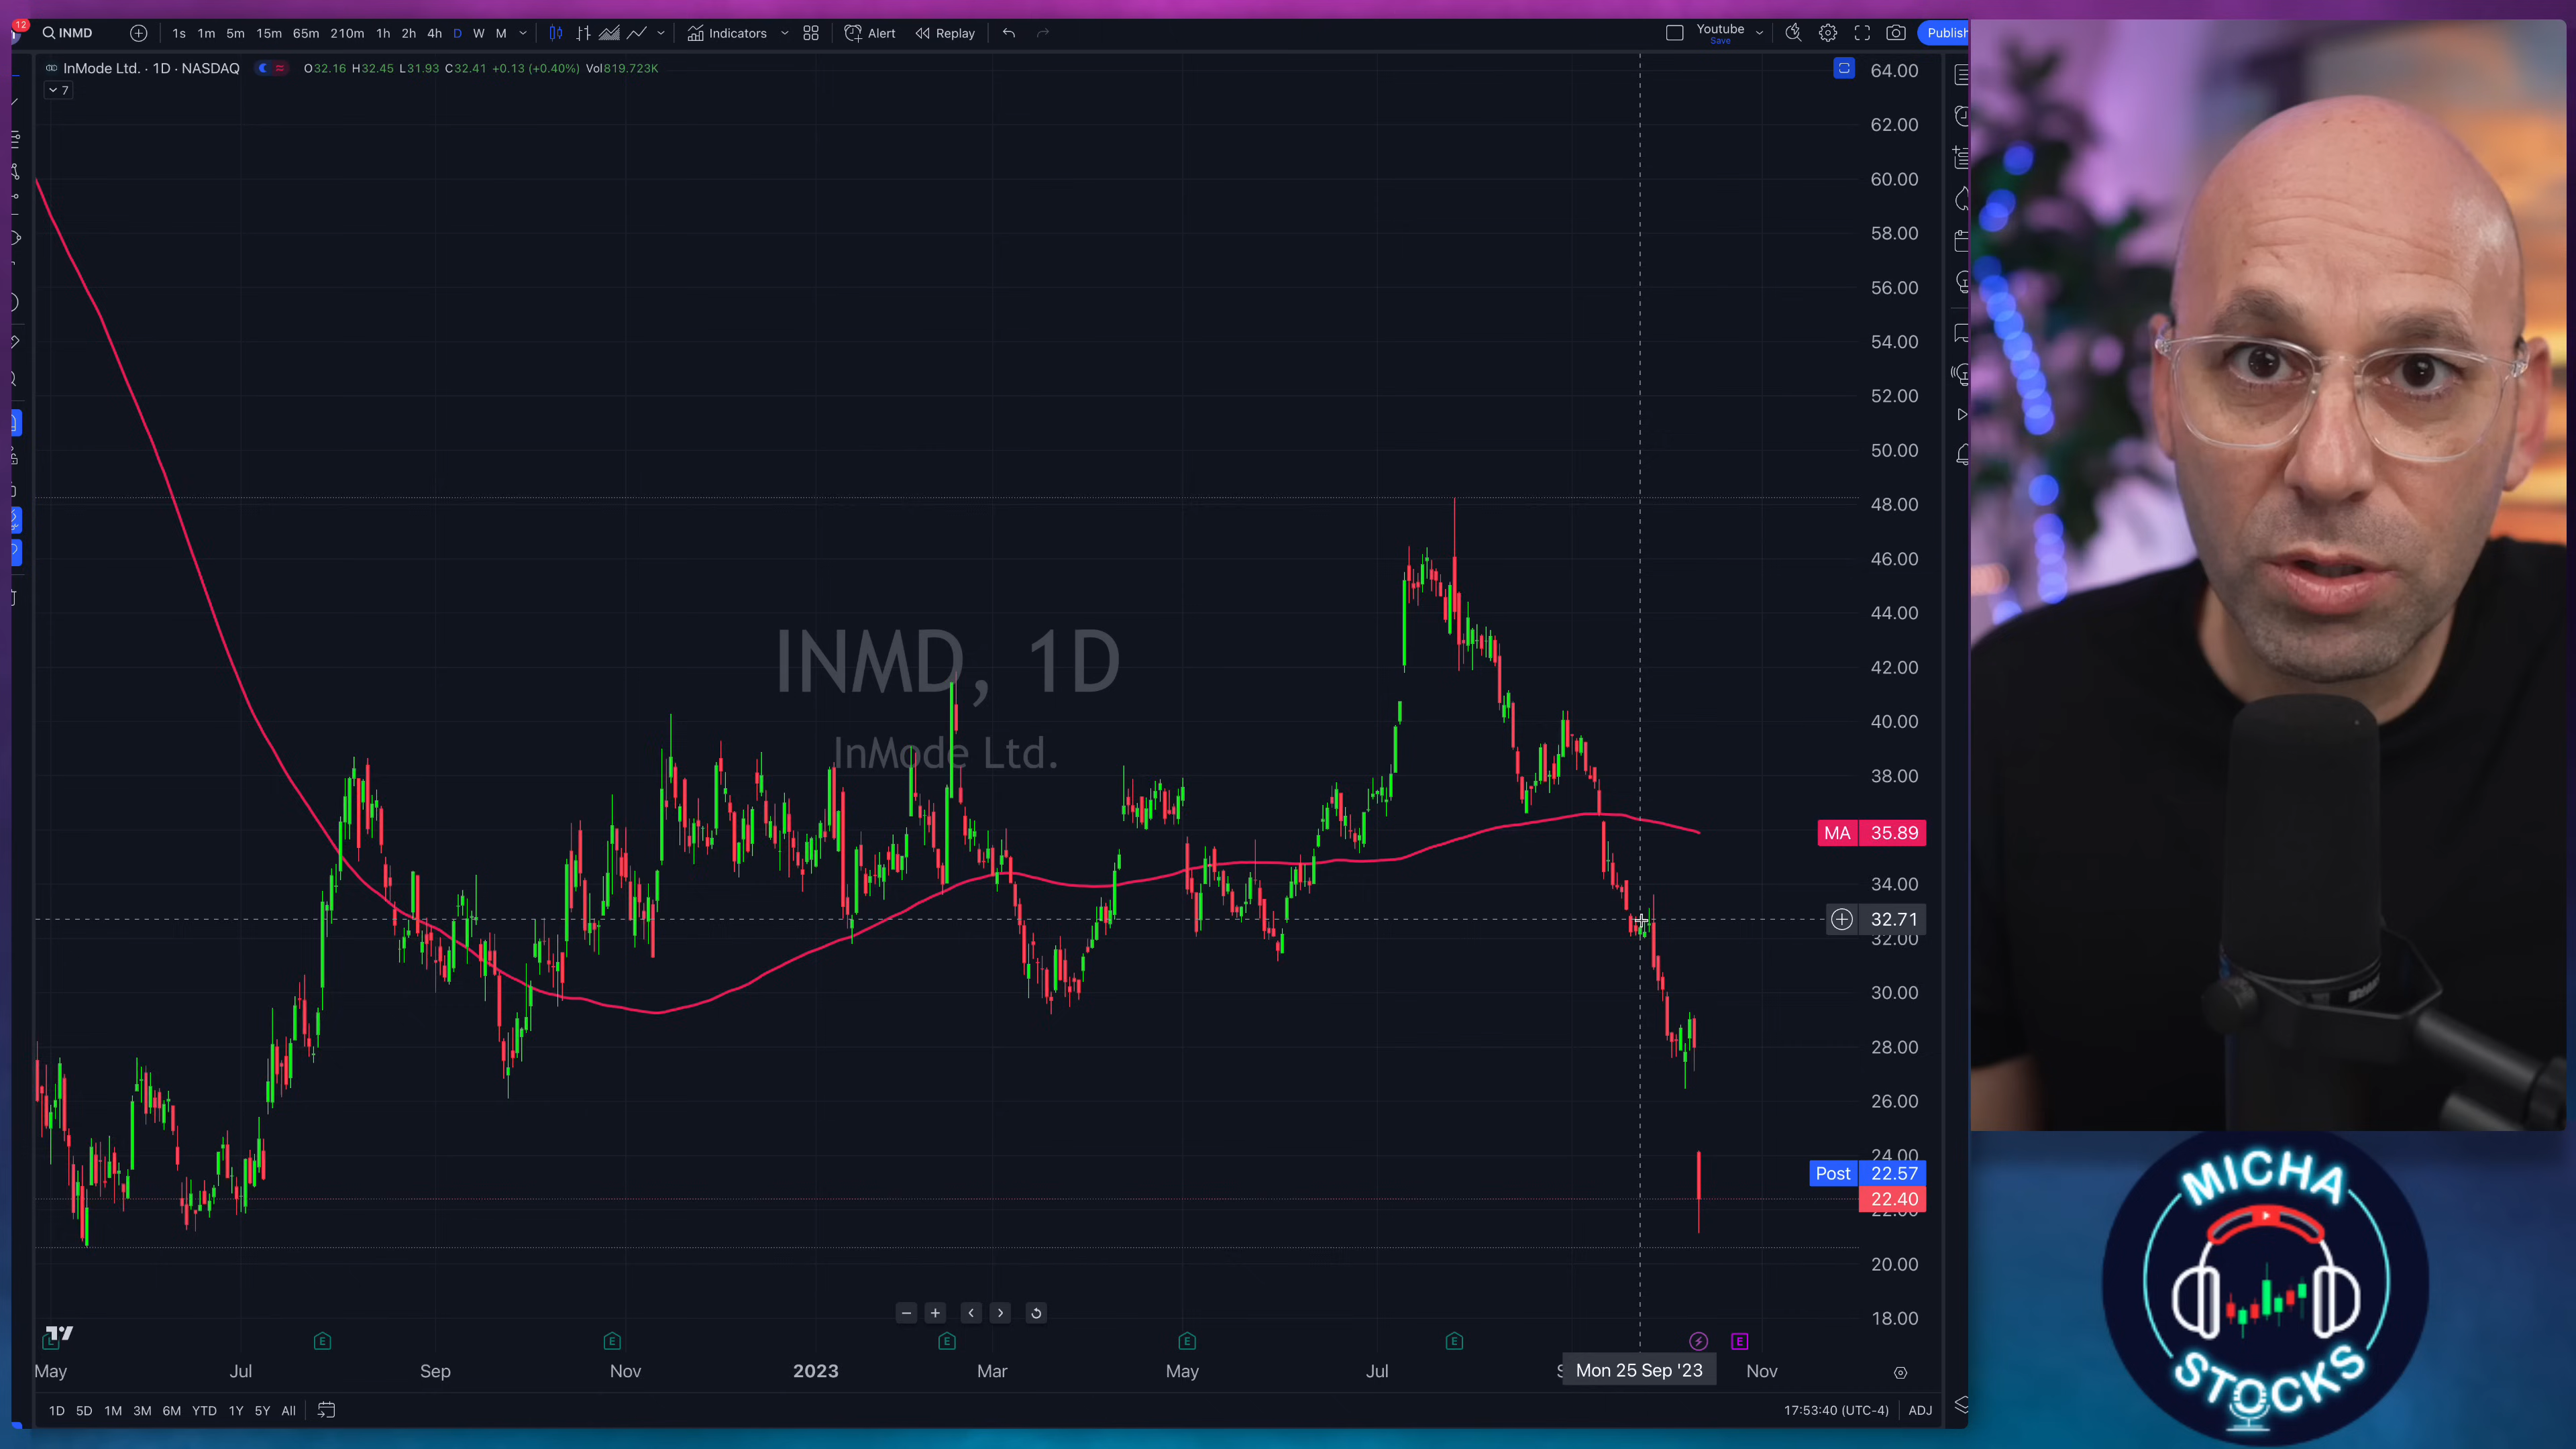 12
INMD
1s 1m 5m 15m 65m 210m 1h 2h 4h D W M
Indicators
Alert
Replay
Youtube
Save
Publish
InMode Ltd. · 1D · NASDAQ
O32.16 H32.45 L31.93 C32.41 +0.13 (+0.40%) Vol819.723K
7
64.00
62.00
60.00
58.00
56.00
54.00
52.00
50.00
48.00
46.00
44.00
42.00
40.00
38.00
MA 35.89
34.00
32.71
32.00
30.00
28.00
26.00
24.00
Post 22.57
22.40
22.00
20.00
18.00
INMD, 1D
InMode Ltd.
E E E E E E
May Jul Sep Nov 2023 Mar May Jul Mon 25 Sep '23 Nov
1D 5D 1M 3M 6M YTD 1Y 5Y All
17:53:40 (UTC-4) ADJ
MICHA
STOCKS